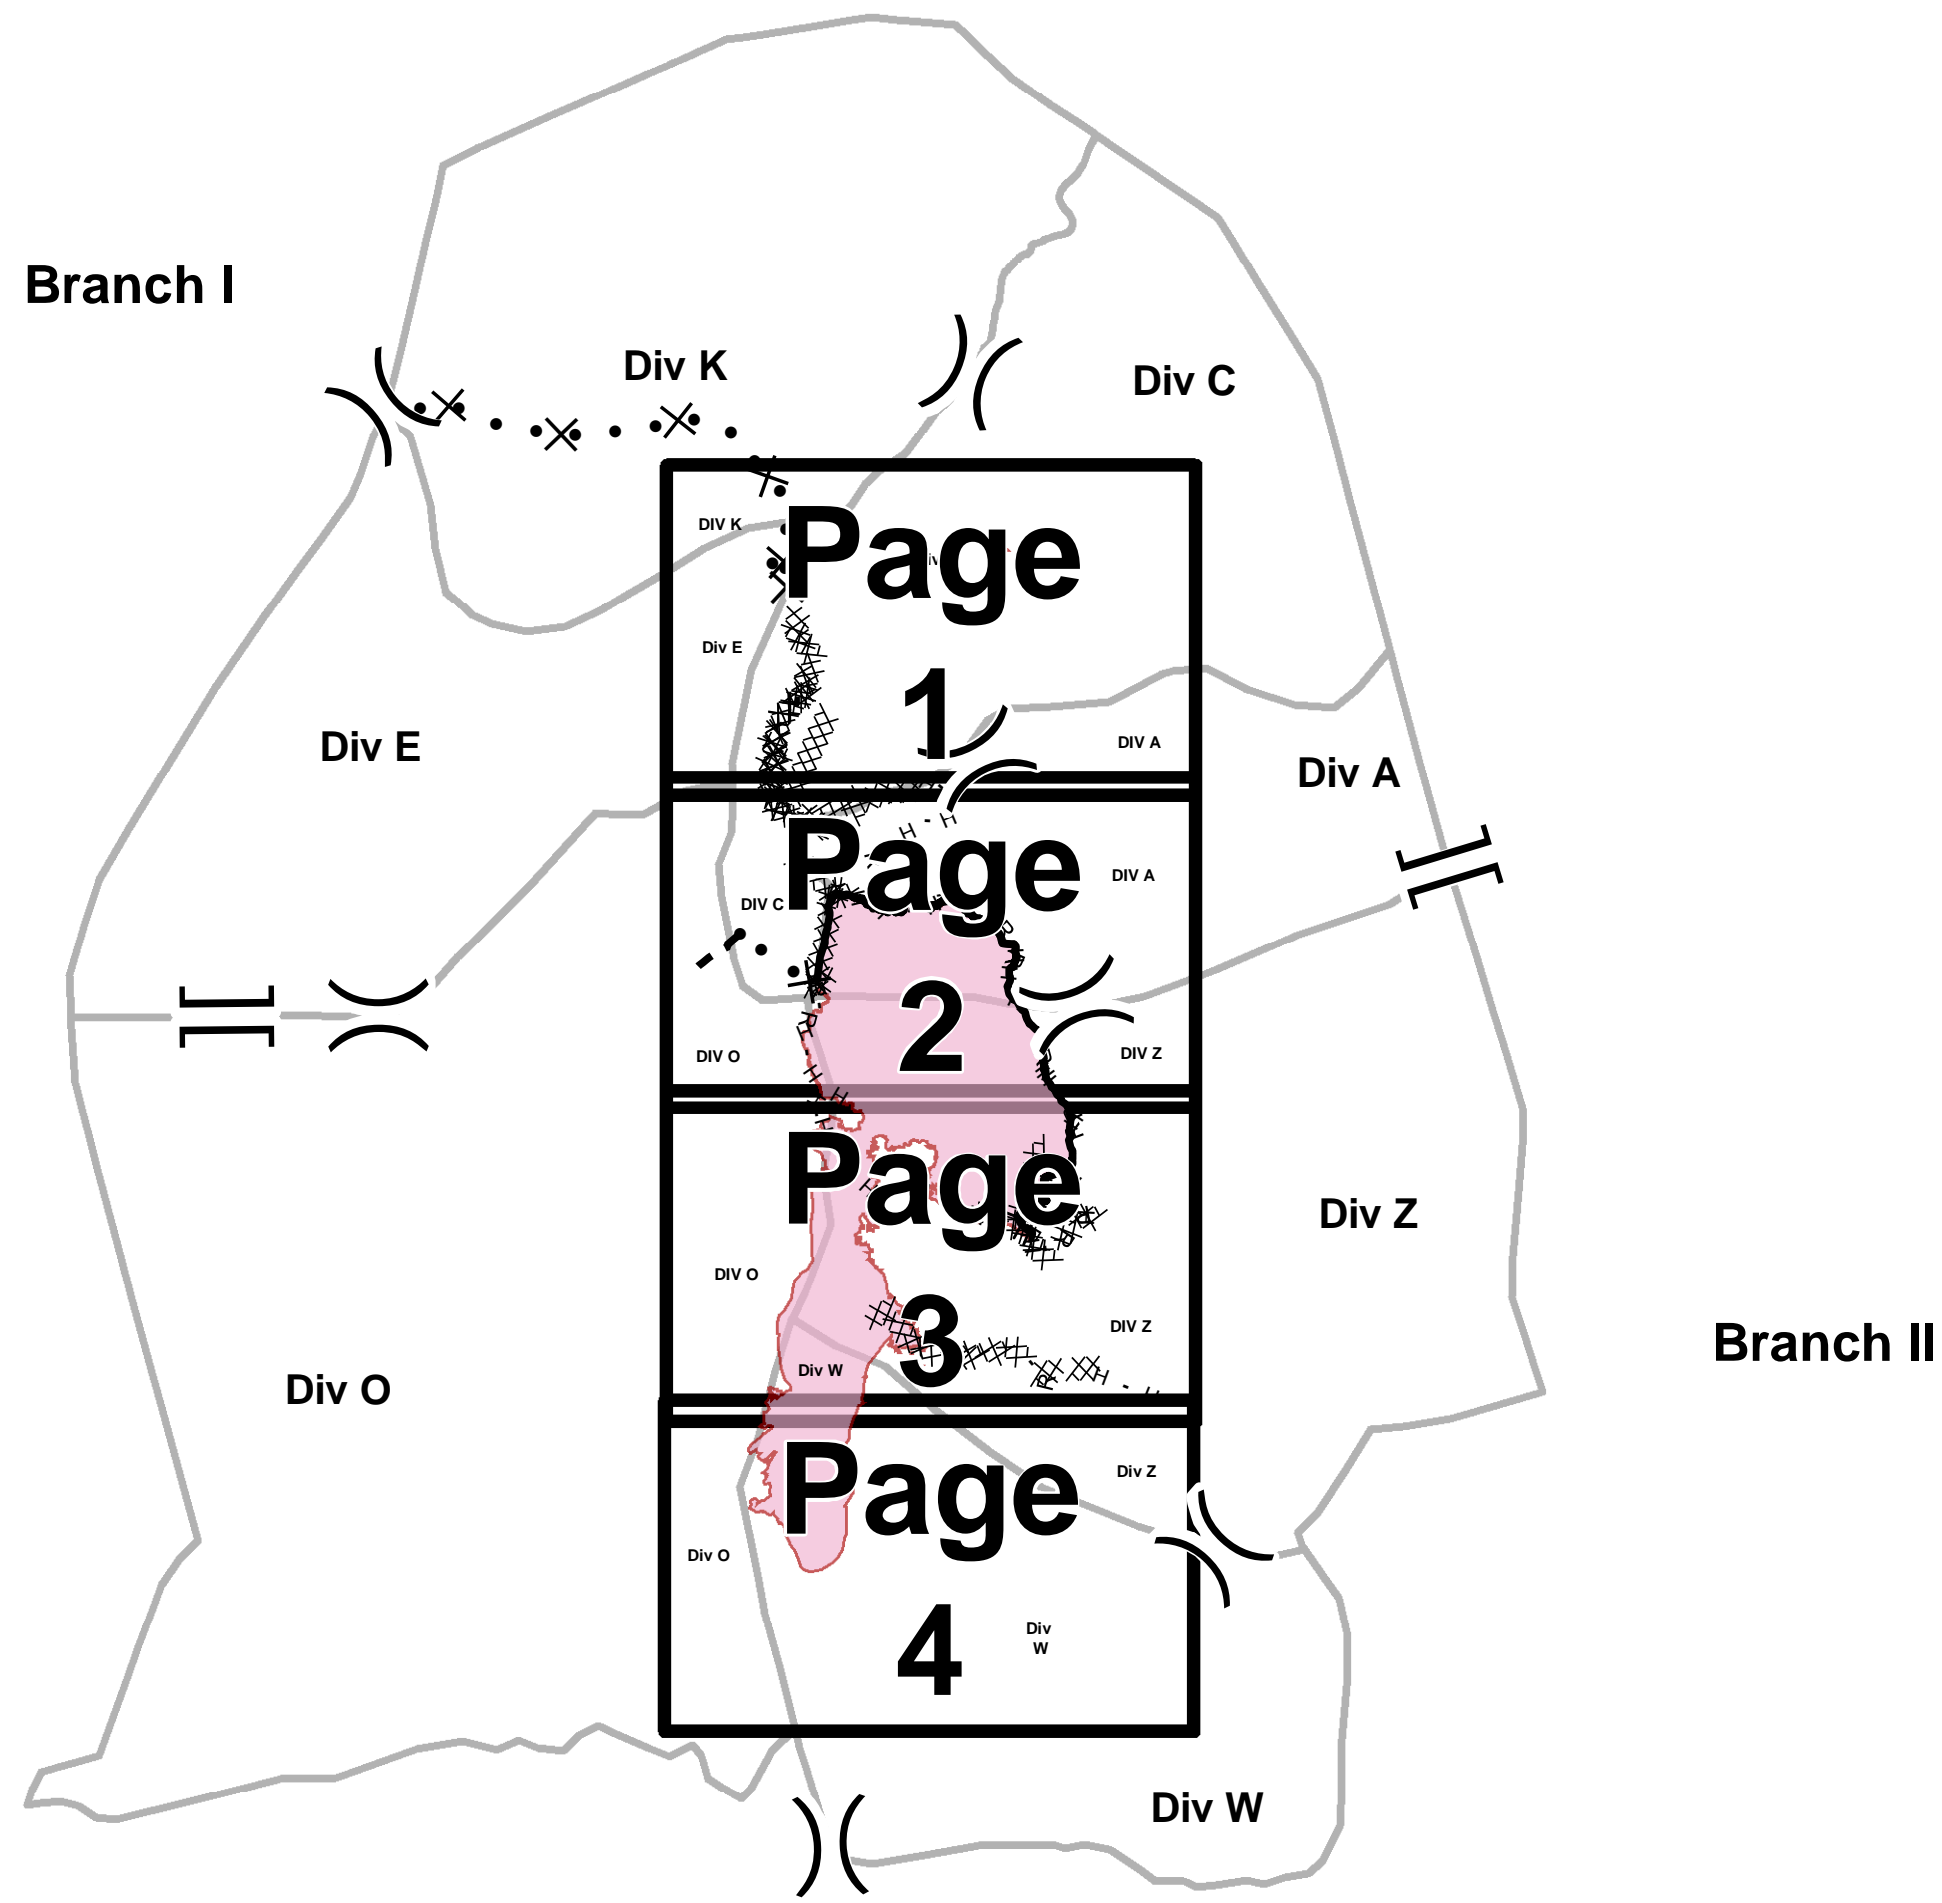 Branch I
Div K
Div C
DIV K
Page
Div E
1
DIV A
Div E
Div A
Page
DIV A
DIV C
H - H
2
DIV O
DIV Z
Page
Div Z
DIV O
3
DIV Z
Branch II
Div W
Div O
Page
Div Z
Div O
4
Div
W
Div W